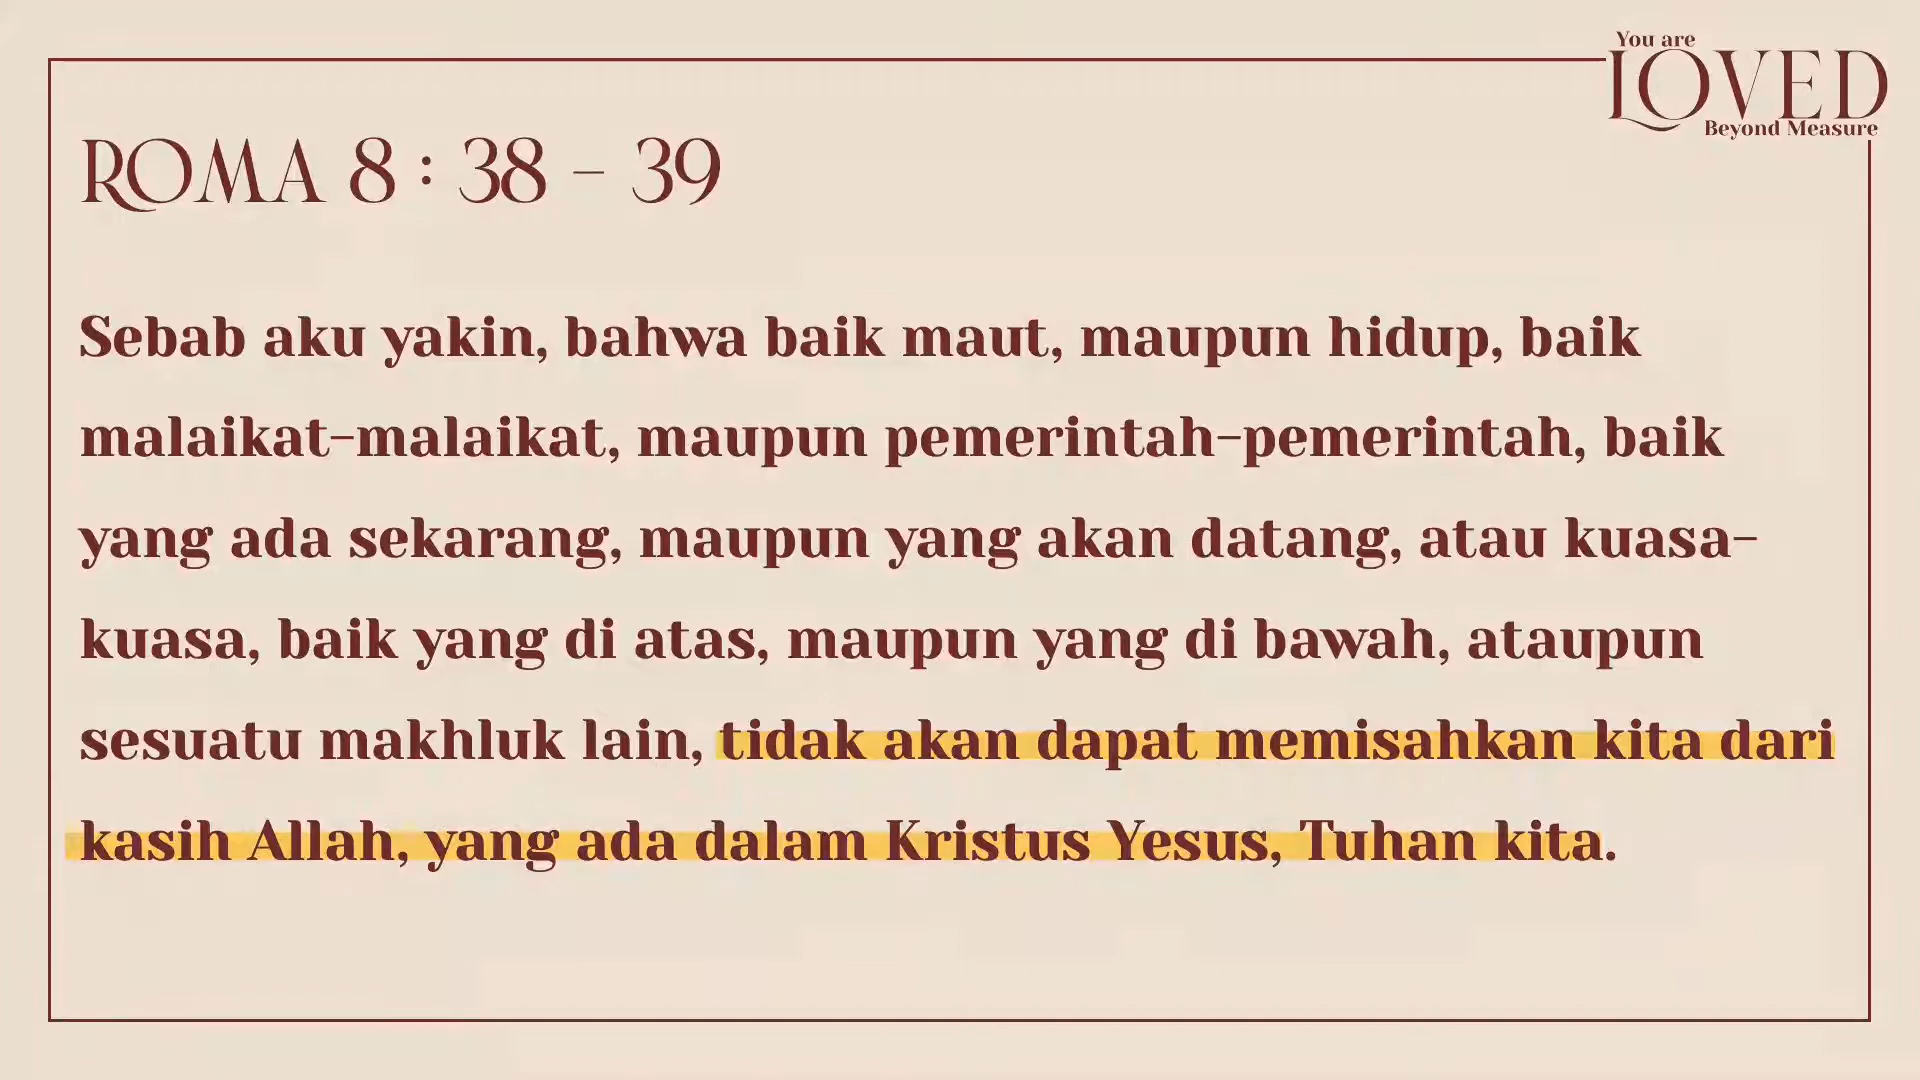 You are
LOVED
Beyond Measure
ROMA 8 : 38 - 39
Sebab aku yakin, bahwa baik maut, maupun hidup, baik
malaikat-malaikat, maupun pemerintah-pemerintah, baik
yang ada sekarang, maupun yang akan datang, atau kuasa-
kuasa, baik yang di atas, maupun yang di bawah, ataupun
sesuatu makhluk lain, tidak akan dapat memisahkan kita dari
kasih Allah, yang ada dalam Kristus Yesus, Tuhan kita.